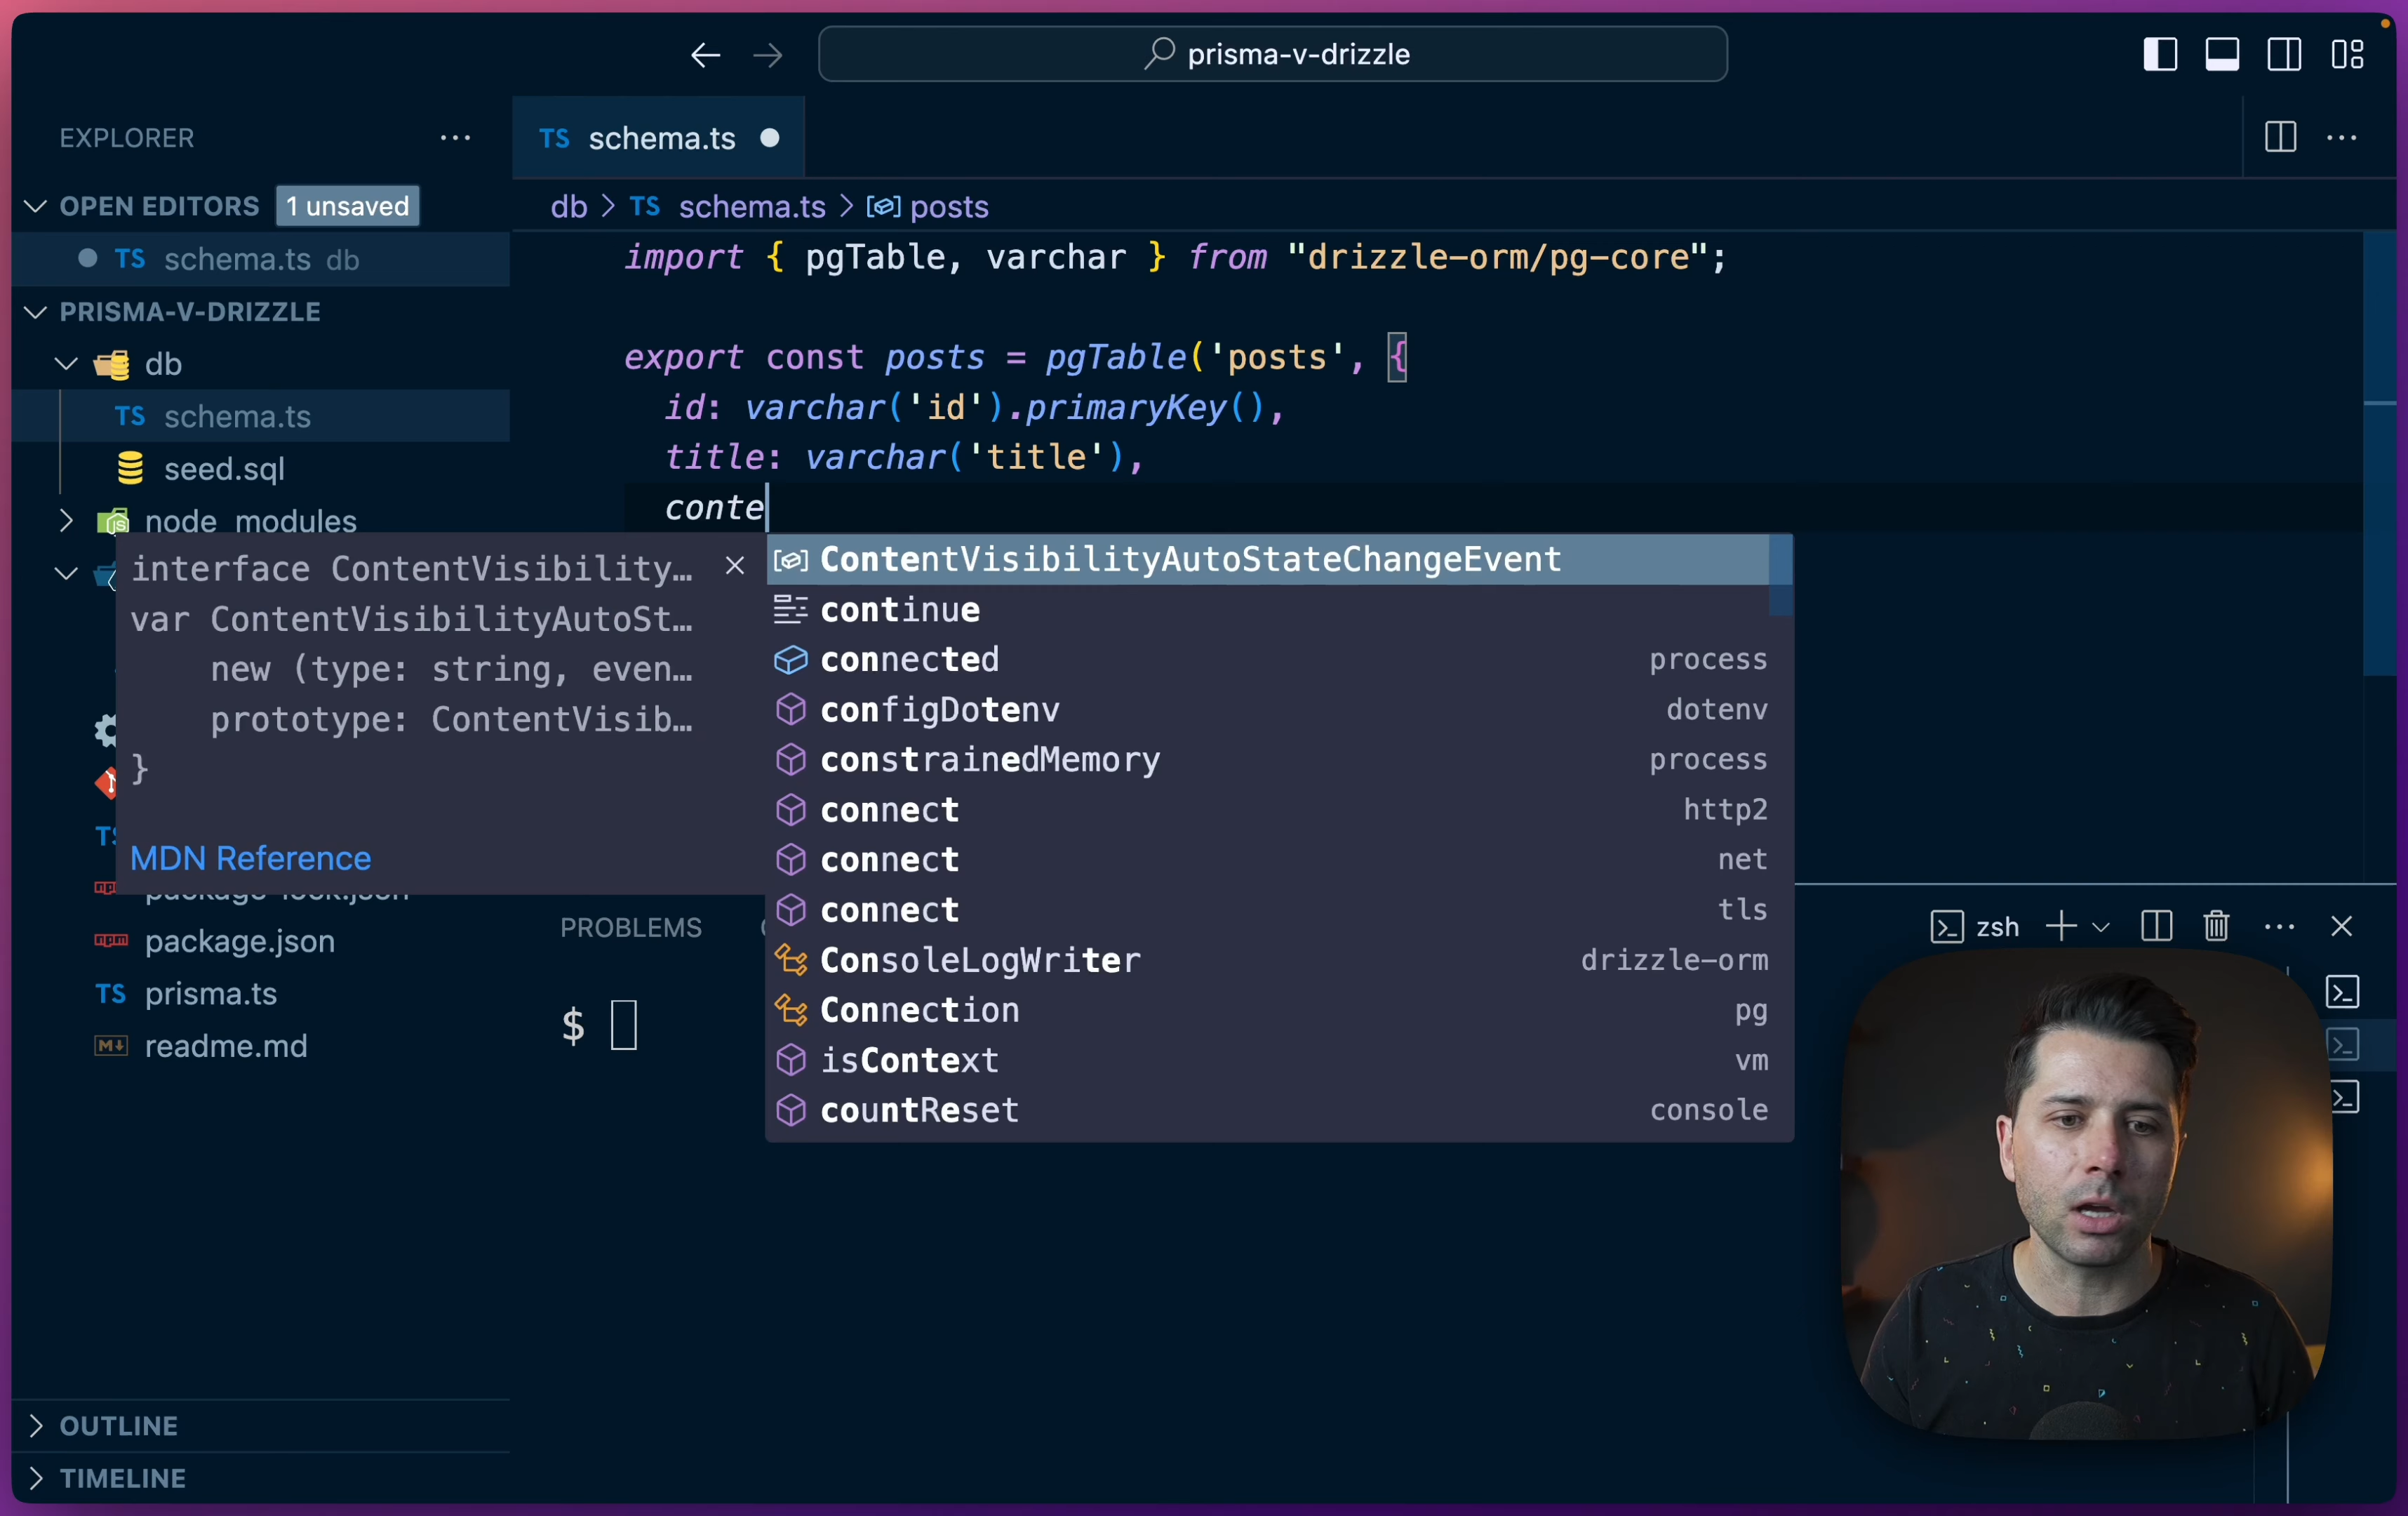 prisma-v-drizzle
EXPLORER
OPEN EDITORS
1 unsaved
TS schema.ts db
PRISMA-V-DRIZZLE
db
TS schema.ts
seed.sql
node_modules
package-lock.json
package.json
TS prisma.ts
readme.md
OUTLINE
TIMELINE
TS schema.ts
db > TS schema.ts > posts
import { pgTable, varchar } from "drizzle-orm/pg-core";
export const posts = pgTable('posts', {
id: varchar('id').primaryKey(),
title: varchar('title'),
conte
interface ContentVisibility…
var ContentVisibilityAutoSt…
new (type: string, even…
prototype: ContentVisib…
}
MDN Reference
ContentVisibilityAutoStateChangeEvent
continue
connected process
configDotenv dotenv
constrainedMemory process
connect http2
connect net
connect tls
ConsoleLogWriter drizzle-orm
Connection pg
isContext vm
countReset console
PROBLEMS
zsh
$